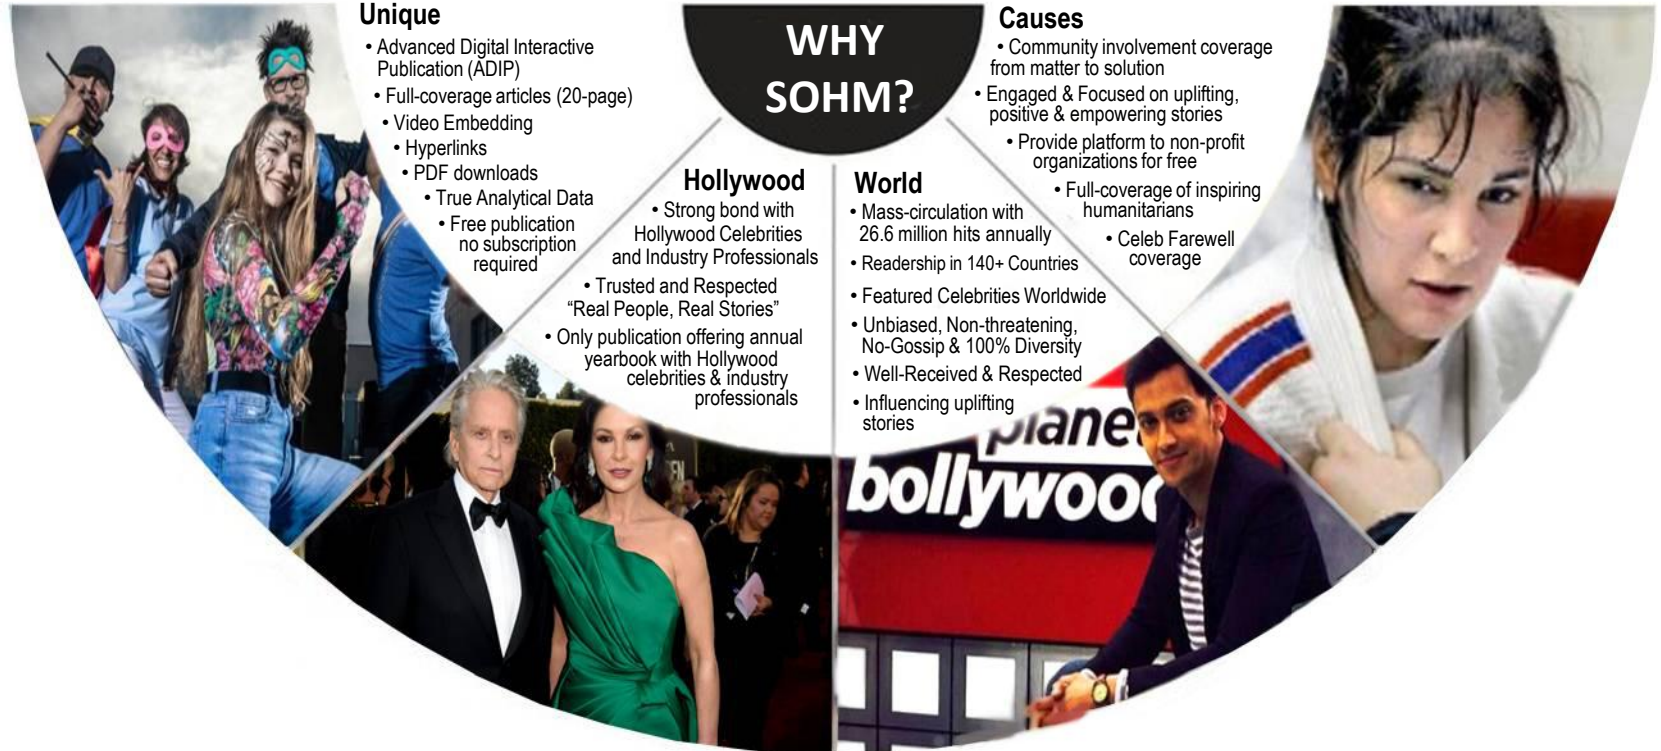 WHY
SOHM?
Unique
• Advanced Digital Interactive
Publication (ADIP)
• Full-coverage articles (20-page)
• Video Embedding
• Hyperlinks
• PDF downloads
• True Analytical Data
• Free publication
no subscription
required
Hollywood
• Strong bond with
Hollywood Celebrities
and Industry Professionals
• Trusted and Respected
“Real People, Real Stories”
• Only publication offering annual
yearbook with Hollywood
celebrities & industry
professionals
World
• Mass-circulation with
26.6 million hits annually
• Readership in 140+ Countries
• Featured Celebrities Worldwide
• Unbiased, Non-threatening,
No-Gossip & 100% Diversity
• Well-Received & Respected
• Influencing uplifting
stories
Causes
• Community involvement coverage
from matter to solution
• Engaged & Focused on uplifting,
positive & empowering stories
• Provide platform to non-profit
organizations for free
• Full-coverage of inspiring
humanitarians
• Celeb Farewell
coverage
plane
bollywood